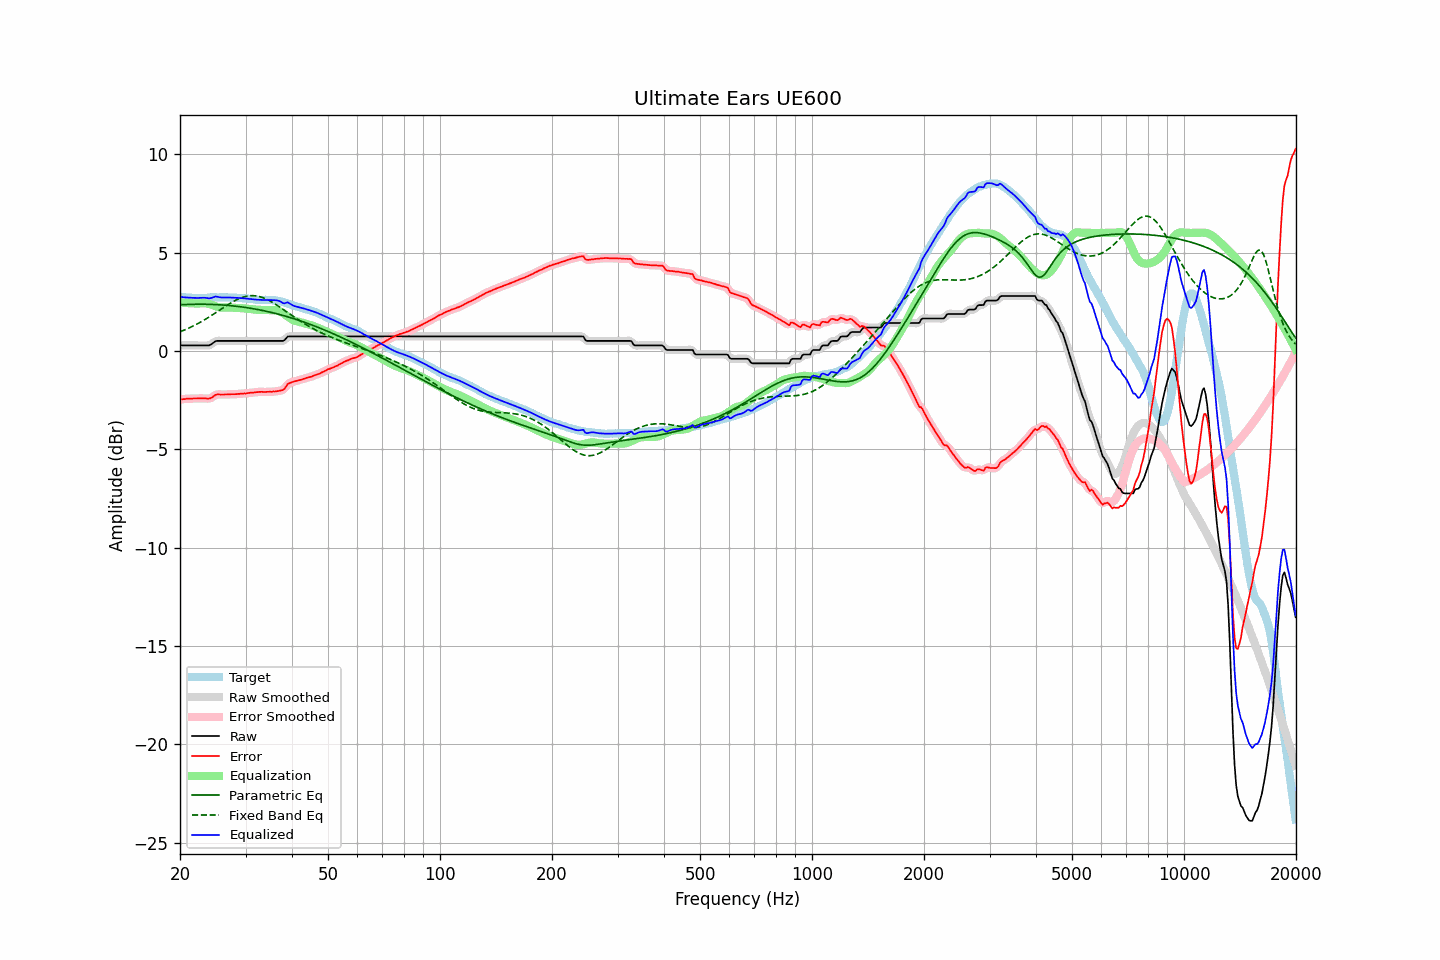 Ultimate Ears UE600
Amplitude (dBr)
10
5
0
−5
−10
−15
−20
−25
Target
Raw Smoothed
Error Smoothed
Raw
Error
Equalization
Parametric Eq
Fixed Band Eq
Equalized
20 50 100 200 500 1000 2000 5000 10000 20000
Frequency (Hz)